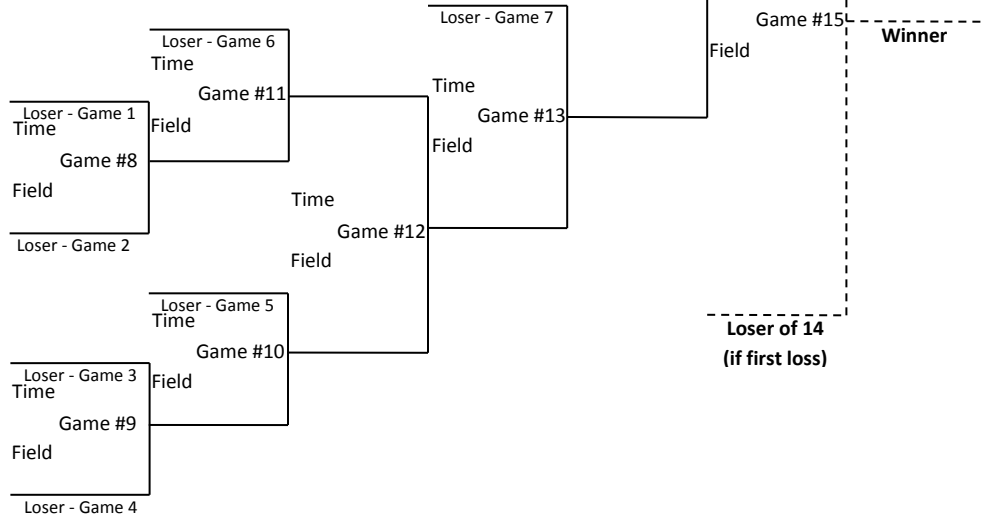 Loser - Game 7
Game #15
Winner
Field
Loser - Game 6
Time
Game #11
Field
Time
Game #13
Field
Loser - Game 1
Time
Game #8
Field
Loser - Game 2
Time
Game #12
Field
Loser - Game 5
Time
Game #10
Field
Loser of 14
(if first loss)
Loser - Game 3
Time
Game #9
Field
Loser - Game 4